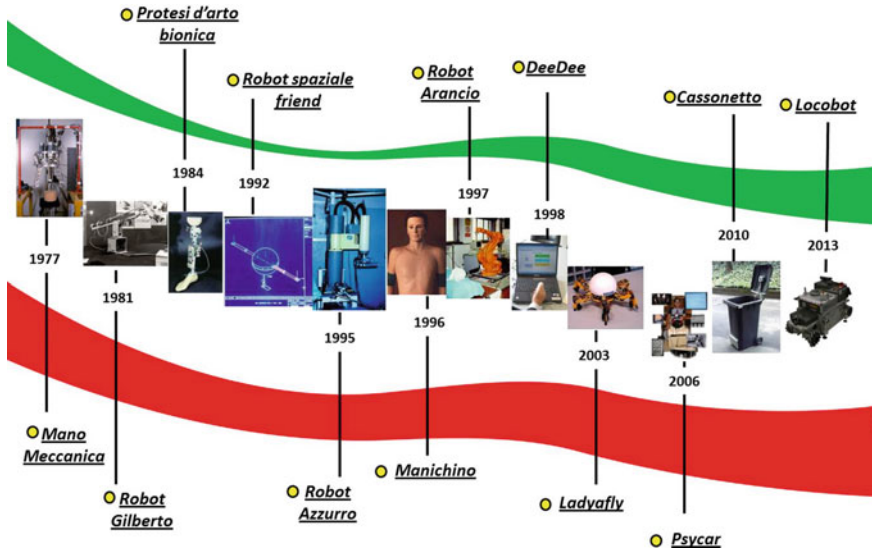 Protesi d'arto
bionica
Robot spaziale
friend
Robot
Arancio
DeeDee
Cassonetto
Locobot
1984
1992
1997
1998
2010
2013
1977
1981
1995
1996
2003
2006
Mano
Meccanica
Robot
Gilberto
Robot
Azzurro
Manichino
Ladyafly
Psycar